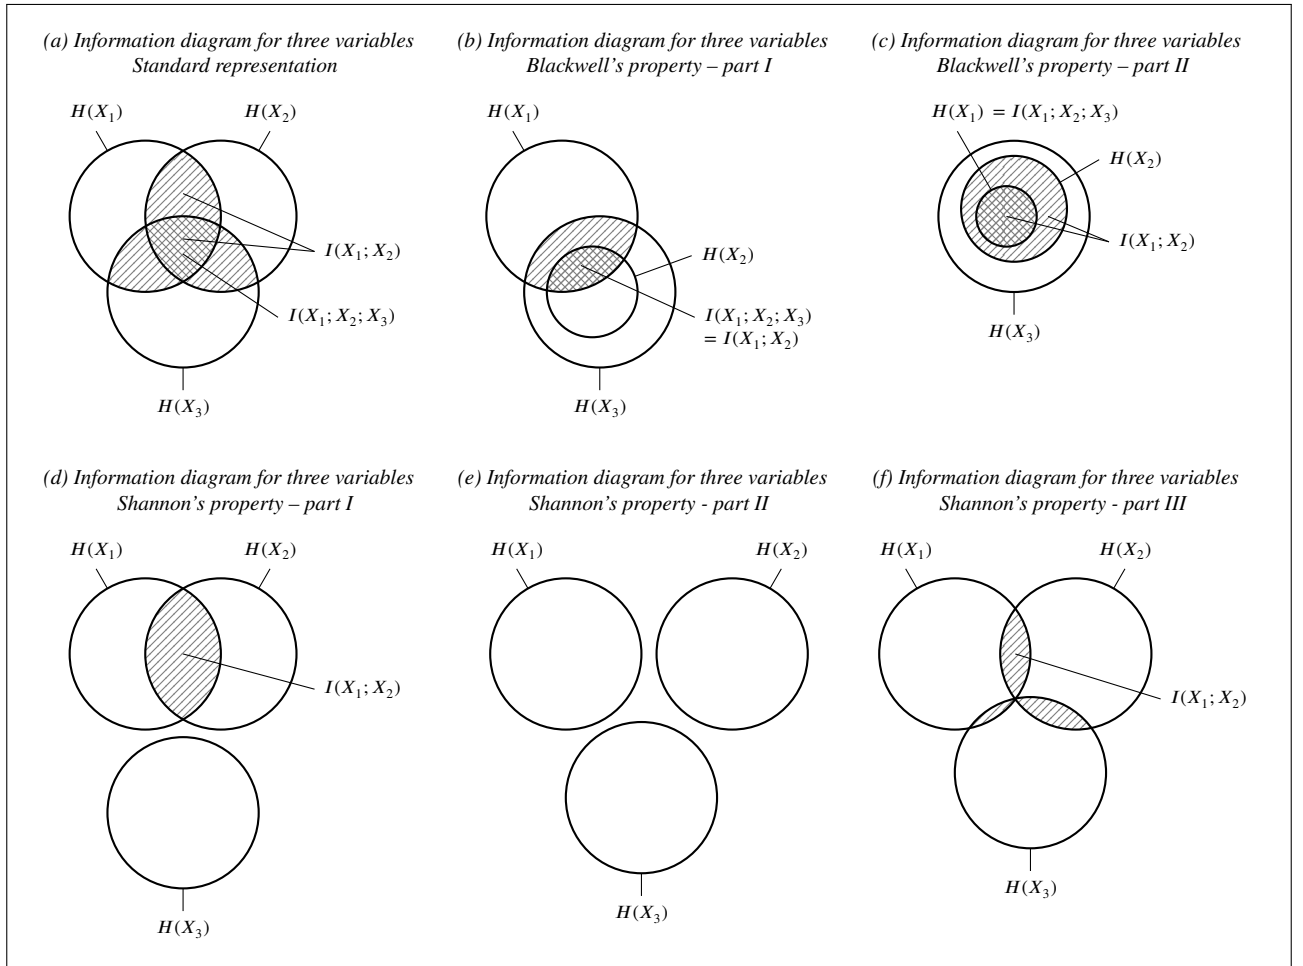 (a) Information diagram for three variables
Standard representation
H(X₁)
H(X₂)
I(X₁; X₂)
I(X₁; X₂; X₃)
H(X₃)
(b) Information diagram for three variables
Blackwell's property – part I
H(X₁)
H(X₂)
I(X₁; X₂; X₃)
= I(X₁; X₂)
H(X₃)
(c) Information diagram for three variables
Blackwell's property – part II
H(X₁) = I(X₁; X₂; X₃)
H(X₂)
I(X₁; X₂)
H(X₃)
(d) Information diagram for three variables
Shannon's property – part I
H(X₁)
H(X₂)
I(X₁; X₂)
H(X₃)
(e) Information diagram for three variables
Shannon's property - part II
H(X₁)
H(X₂)
H(X₃)
(f) Information diagram for three variables
Shannon's property - part III
H(X₁)
H(X₂)
I(X₁; X₂)
H(X₃)